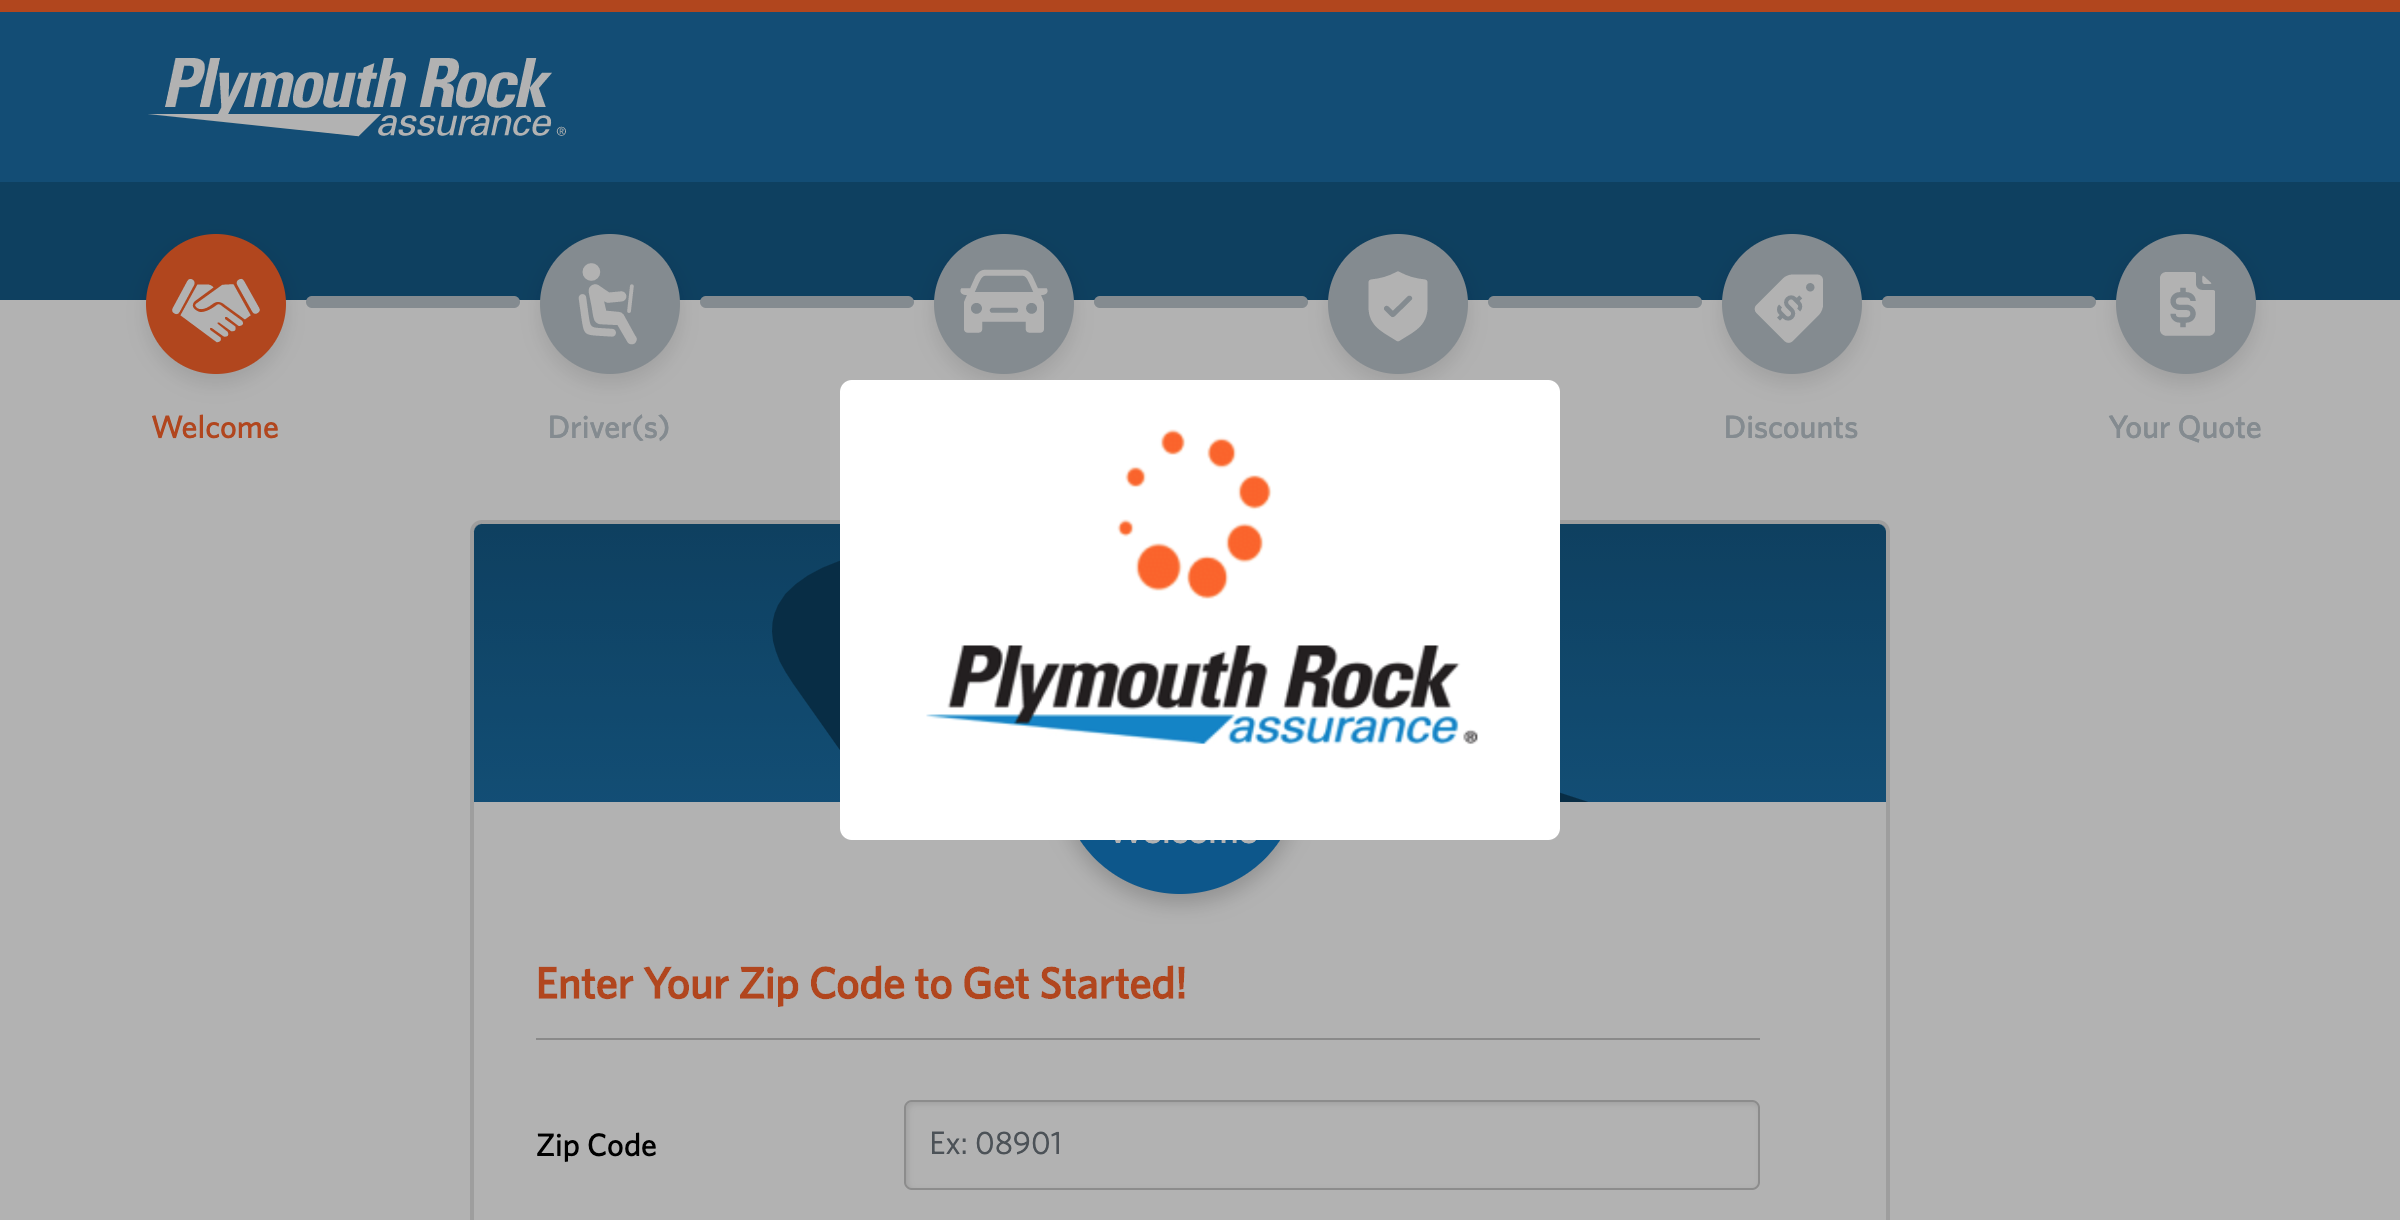 Plymouth Rock
assurance®
Welcome
Driver(s)
Discounts
Your Quote
Plymouth Rock
assurance®
Welcome
Enter Your Zip Code to Get Started!
Zip Code
Ex: 08901